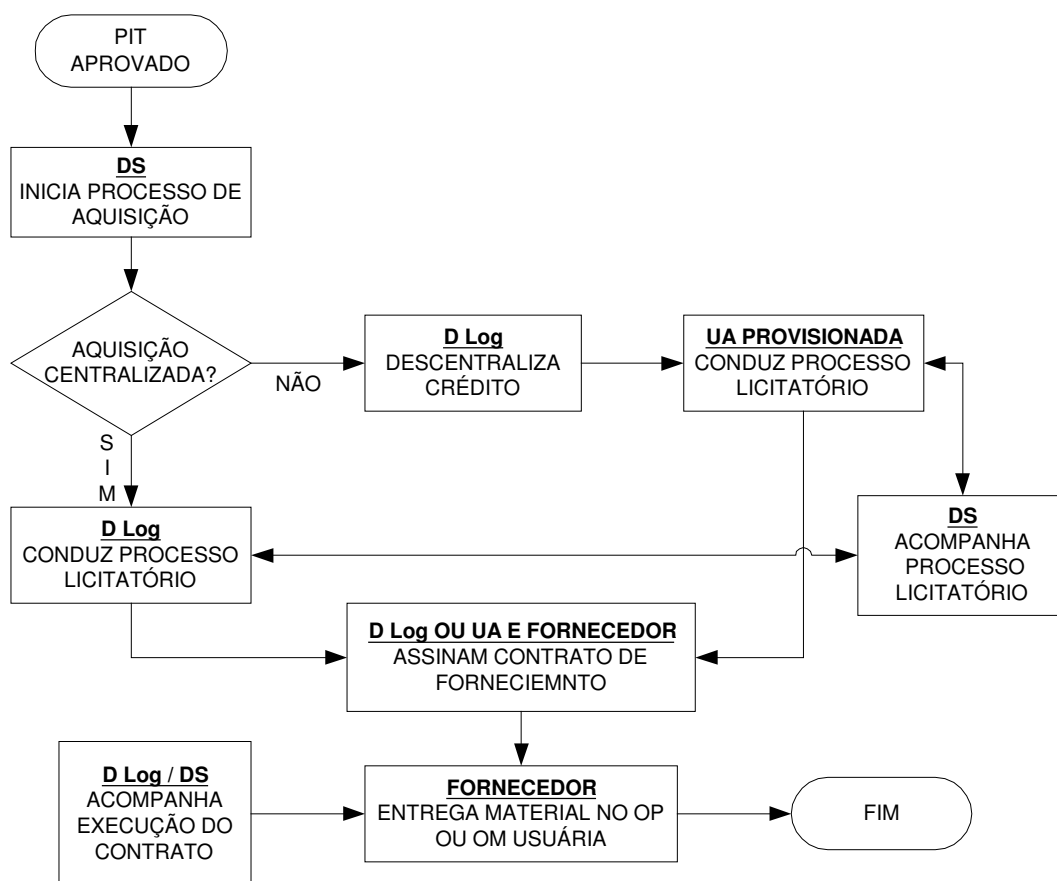 PIT
APROVADO
DS
INICIA PROCESSO DE
AQUISIÇÃO
AQUISIÇÃO
CENTRALIZADA?
NÃO
D Log
DESCENTRALIZA
CRÉDITO
UA PROVISIONADA
CONDUZ PROCESSO
LICITATÓRIO
S
I
M
D Log
CONDUZ PROCESSO
LICITATÓRIO
DS
ACOMPANHA
PROCESSO
LICITATÓRIO
D Log OU UA E FORNECEDOR
ASSINAM CONTRATO DE
FORNECIEMNTO
D Log / DS
ACOMPANHA
EXECUÇÃO DO
CONTRATO
FORNECEDOR
ENTREGA MATERIAL NO OP
OU OM USUÁRIA
FIM